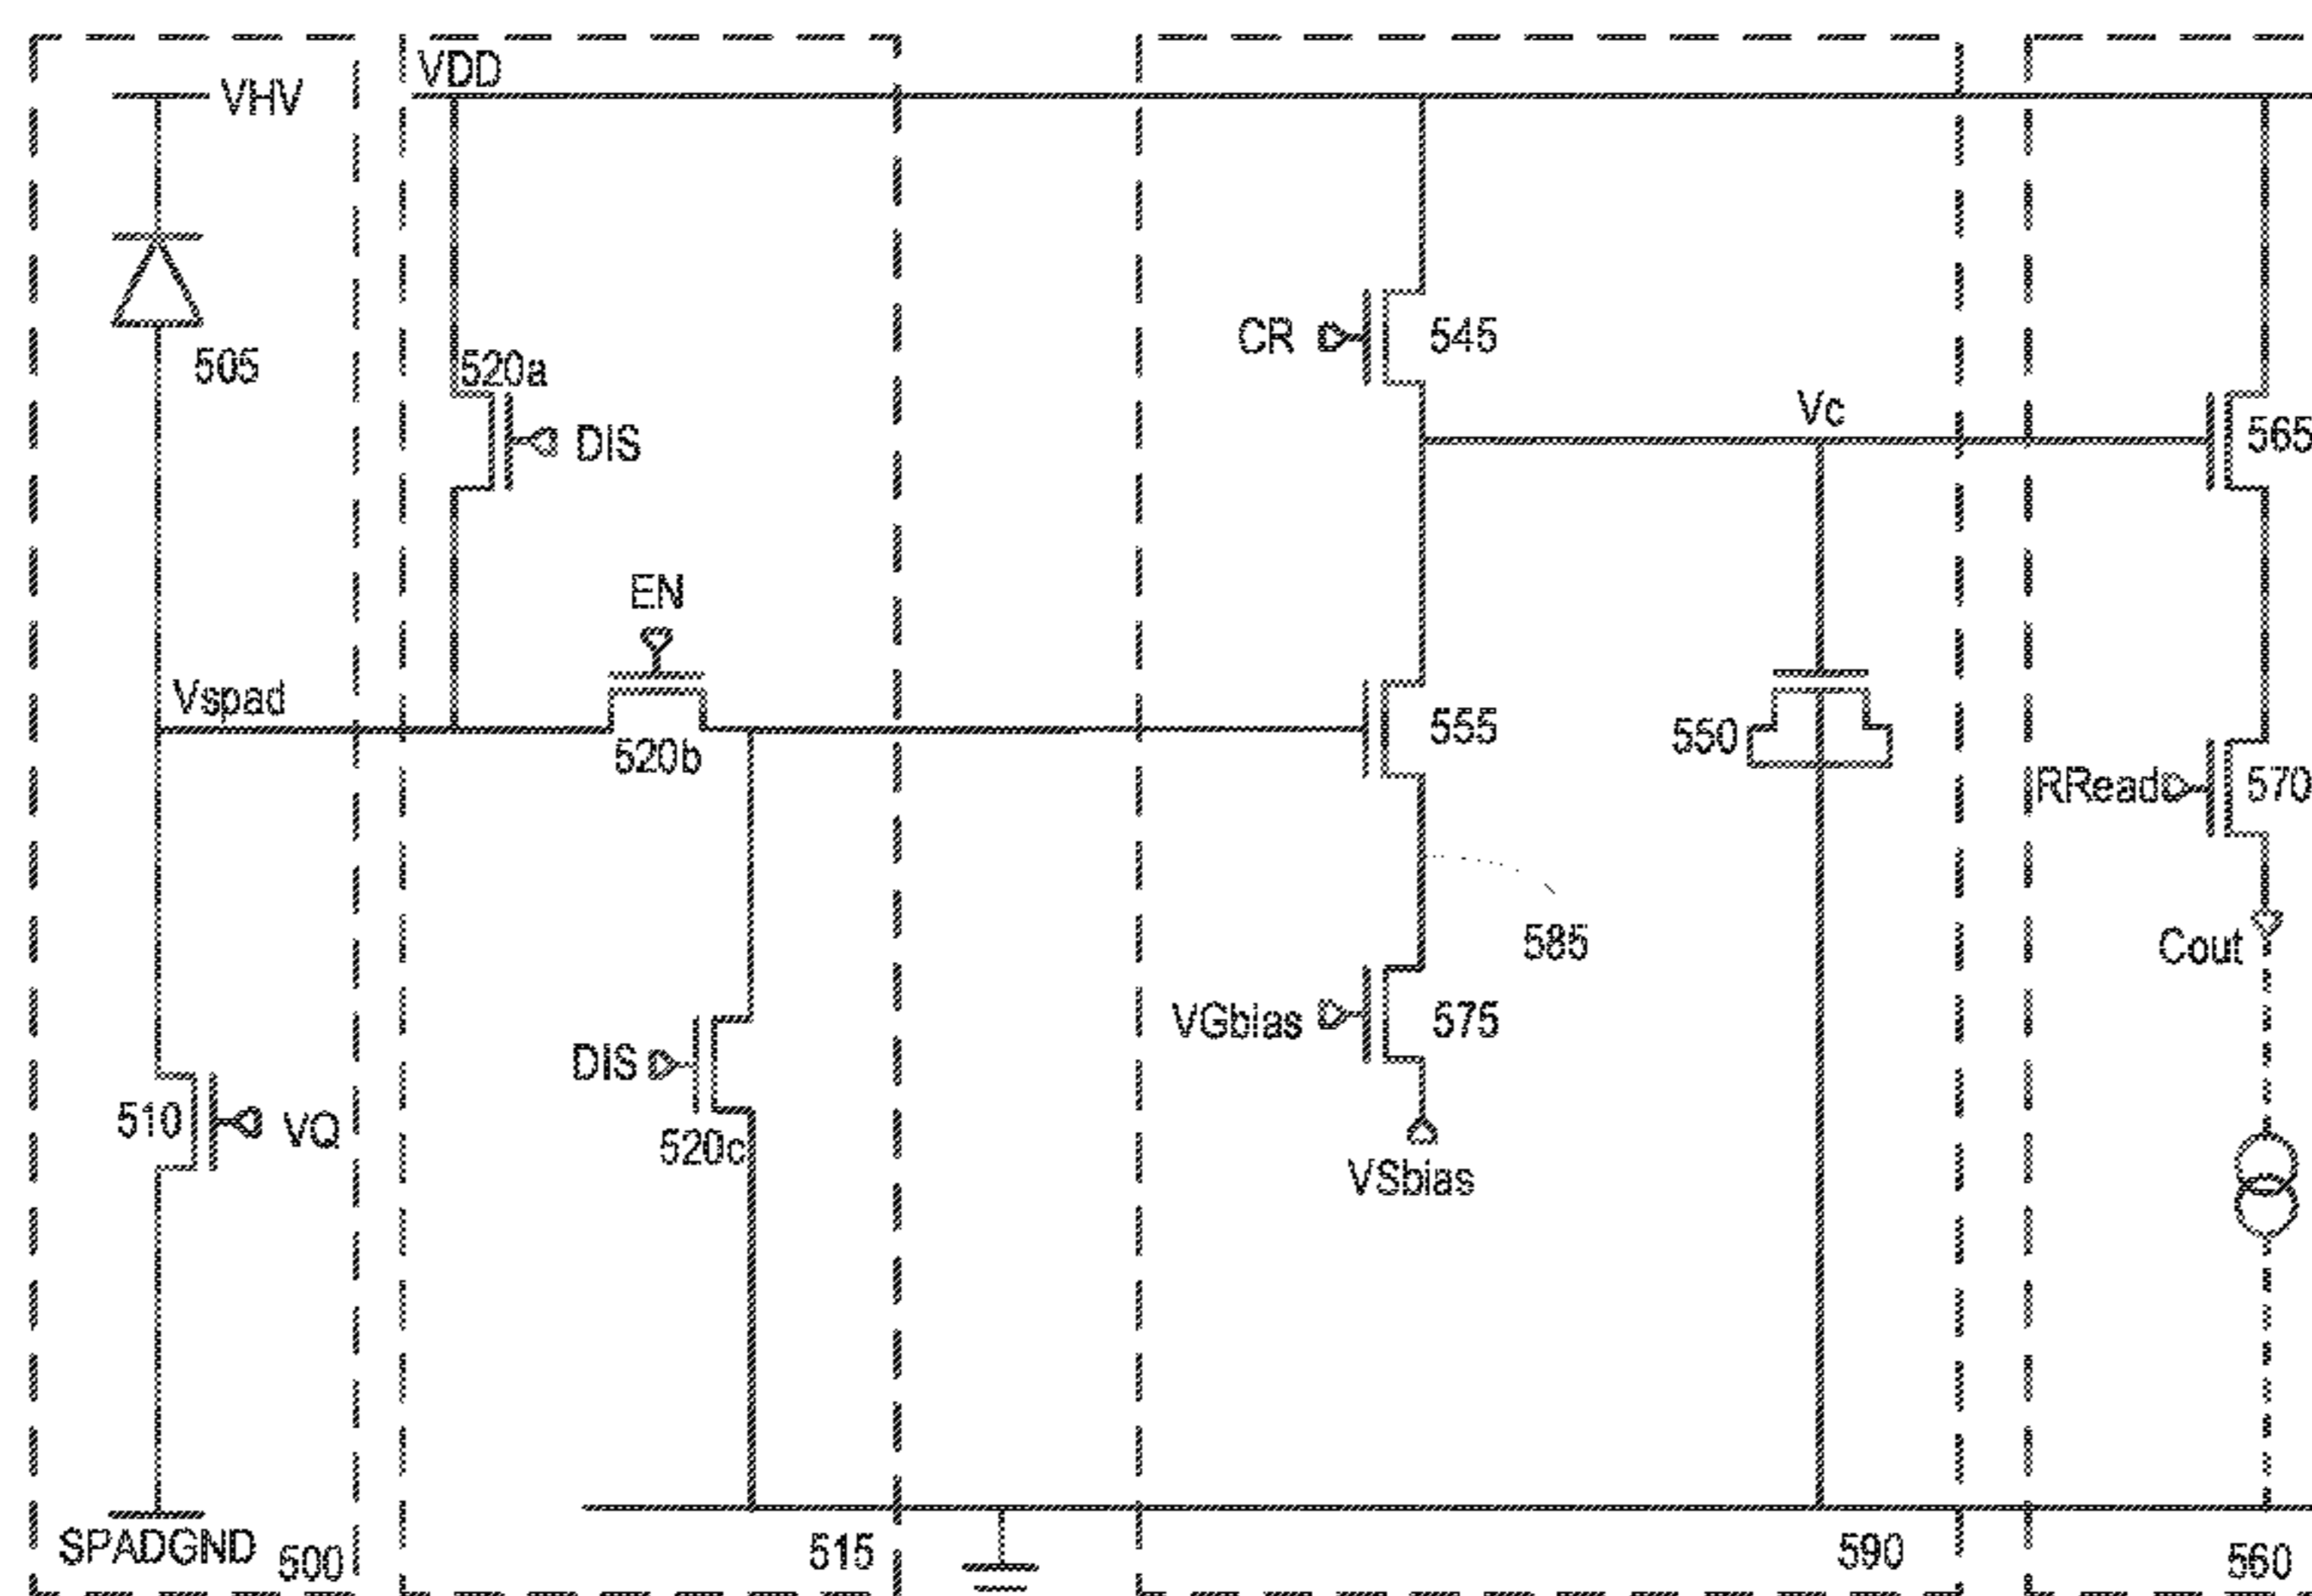 VDD
VHV
CR
545
505
520a
DIS
Vc
565
EN
Vspad
520b
555
550
RRead
570
585
Cout
VGbias
575
DIS
510
VQ
520c
VSbias
SPADGND
500
515
590
560